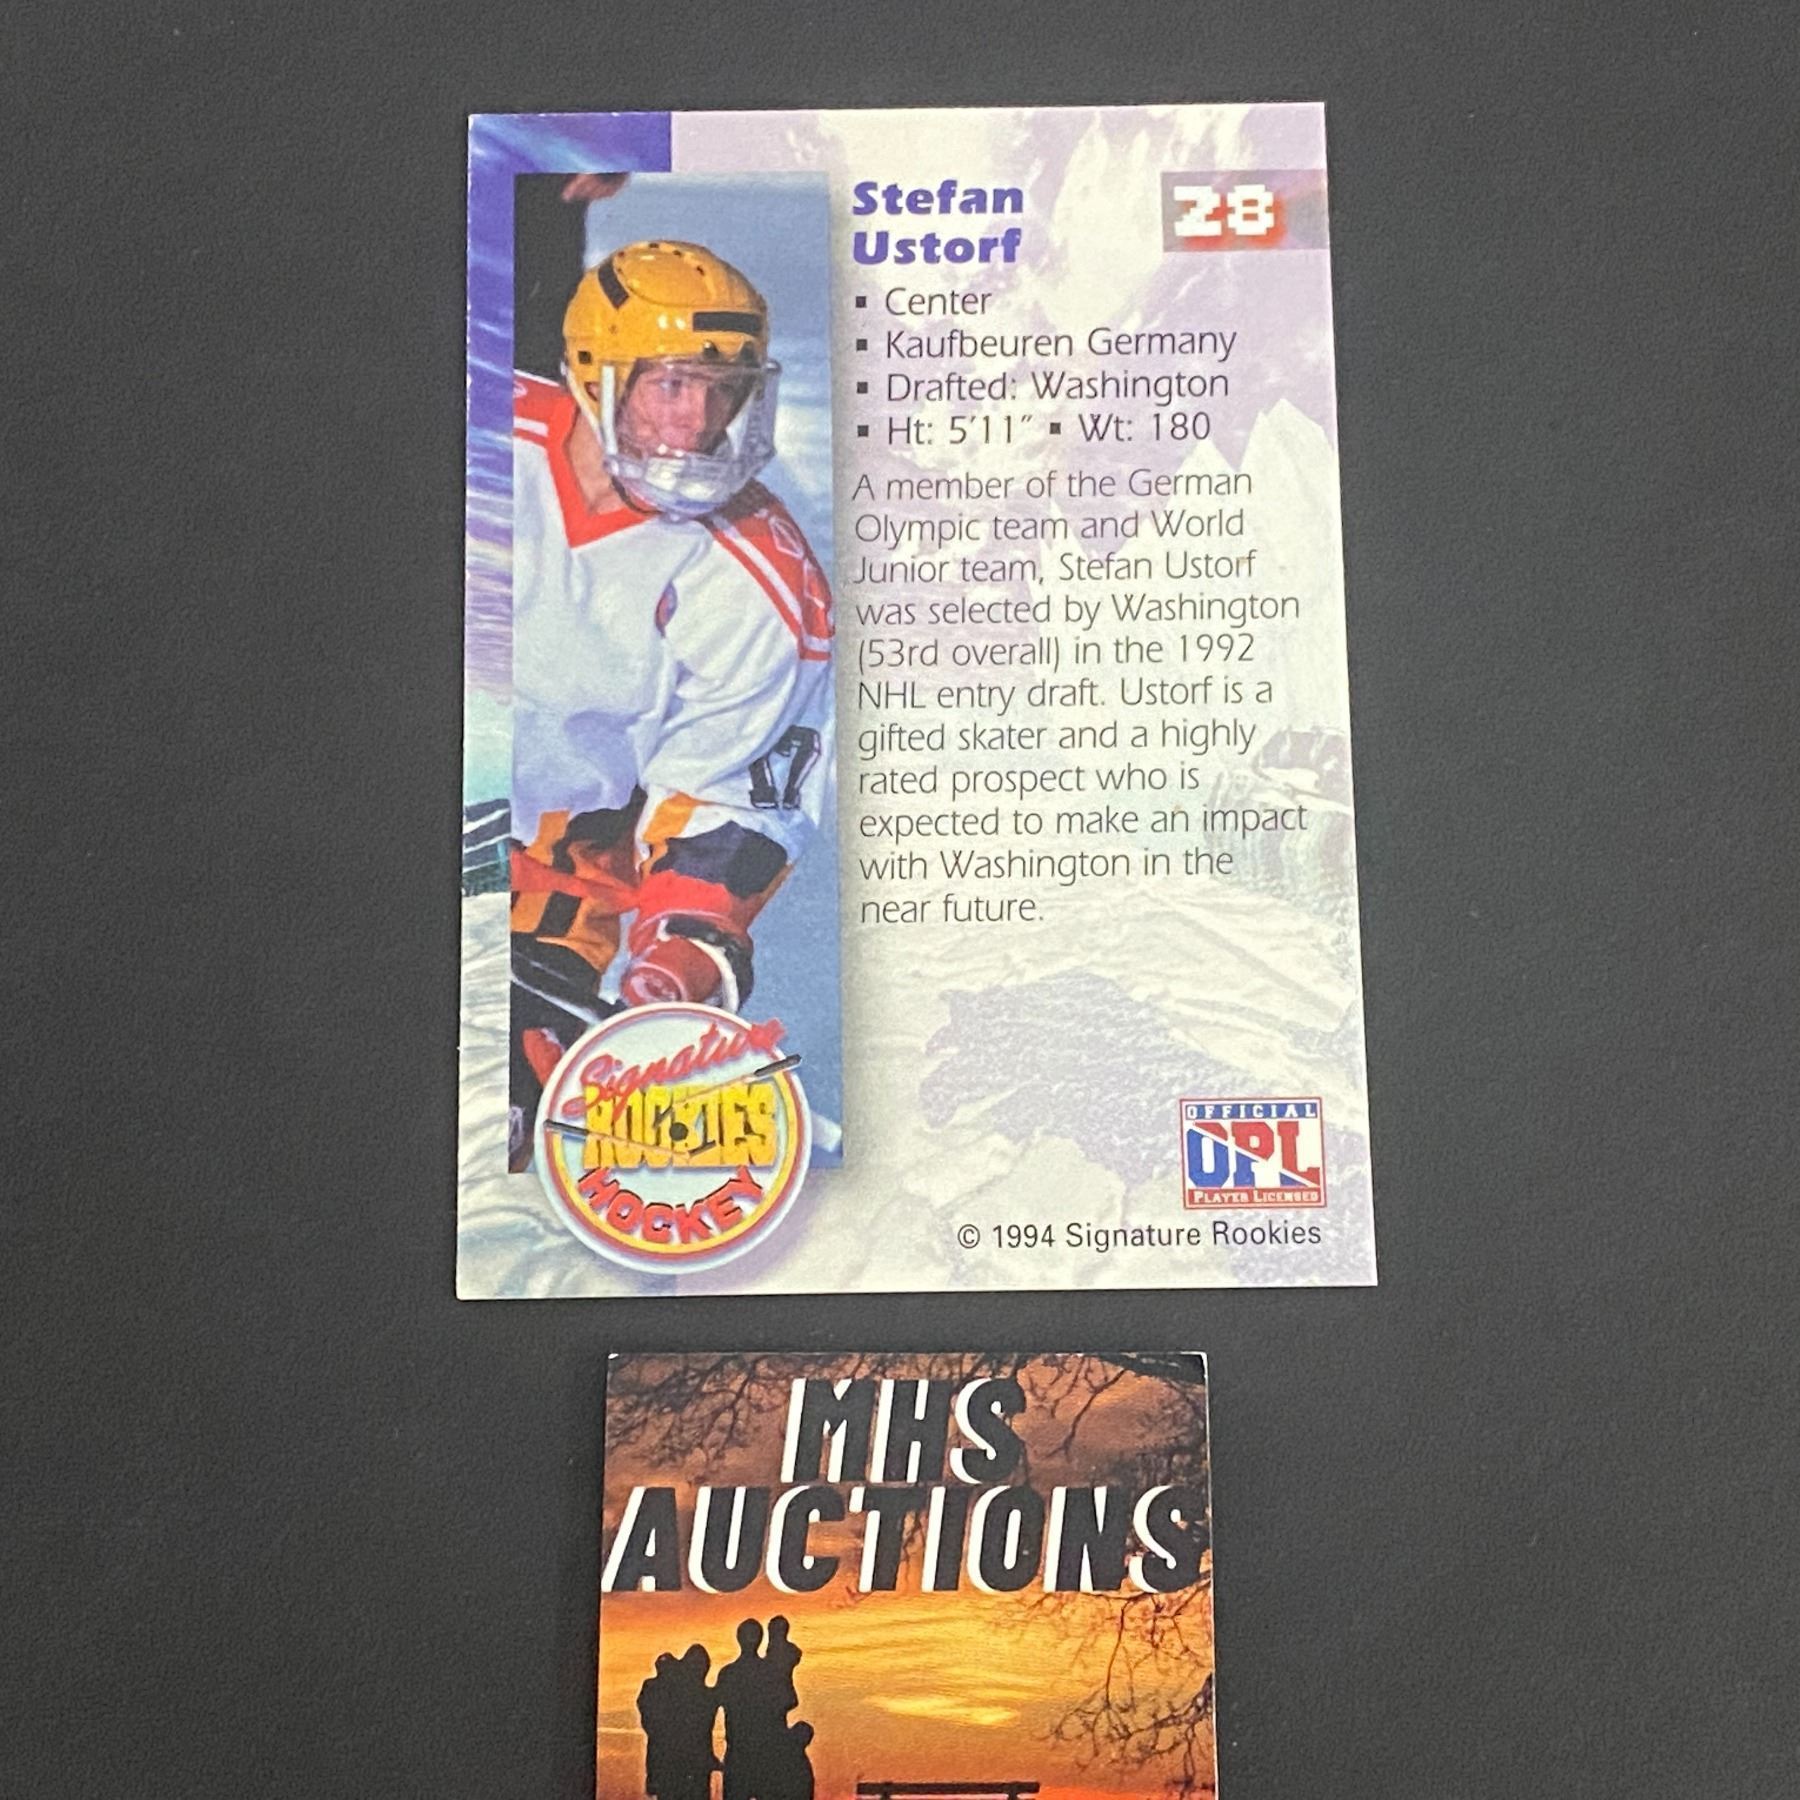 Stefan
Ustorf
28
▪ Center
▪ Kaufbeuren Germany
▪ Drafted: Washington
▪ Ht: 5'11" ▪ Wt: 180
A member of the German
Olympic team and World
Junior team, Stefan Ustorf
was selected by Washington
(53rd overall) in the 1992
NHL entry draft. Ustorf is a
gifted skater and a highly
rated prospect who is
expected to make an impact
with Washington in the
near future.
17
Signature
ROOKIES
HOCKEY
OFFICIAL
OPL
PLAYER LICENSED
© 1994 Signature Rookies
MHS
AUCTIONS